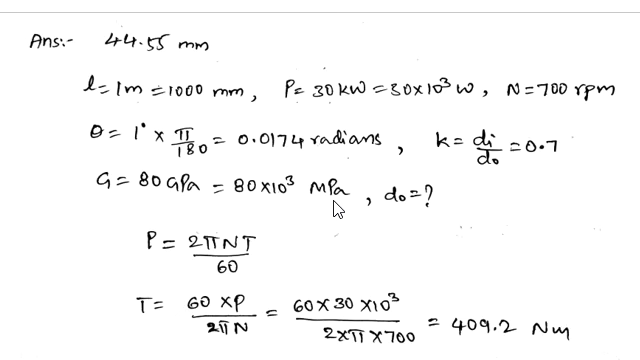 Ans:- 44.55 mm
l = 1m = 1000 mm, P = 30 KW = 30×10³ W, N = 700 rpm
θ = 1° × π/180 = 0.0174 radians, k = di/do = 0.7
G = 80 GPa = 80×10³ MPa, do = ?
P = 2πNT/60
T = 60×P/2πN = 60×30×10³/2×π×700 = 409.2 Nm